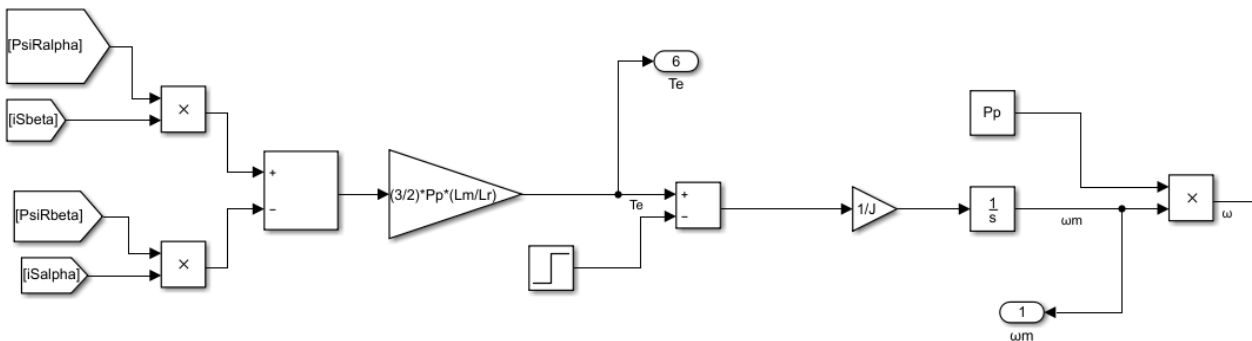 [PsiRalpha]
[iSbeta]
×
[PsiRbeta]
[iSalpha]
×
+
−
(3/2)*Pp*(Lm/Lr)
6
Te
Te
+
−
1/J
1
s
ωm
Pp
×
ω
1
ωm